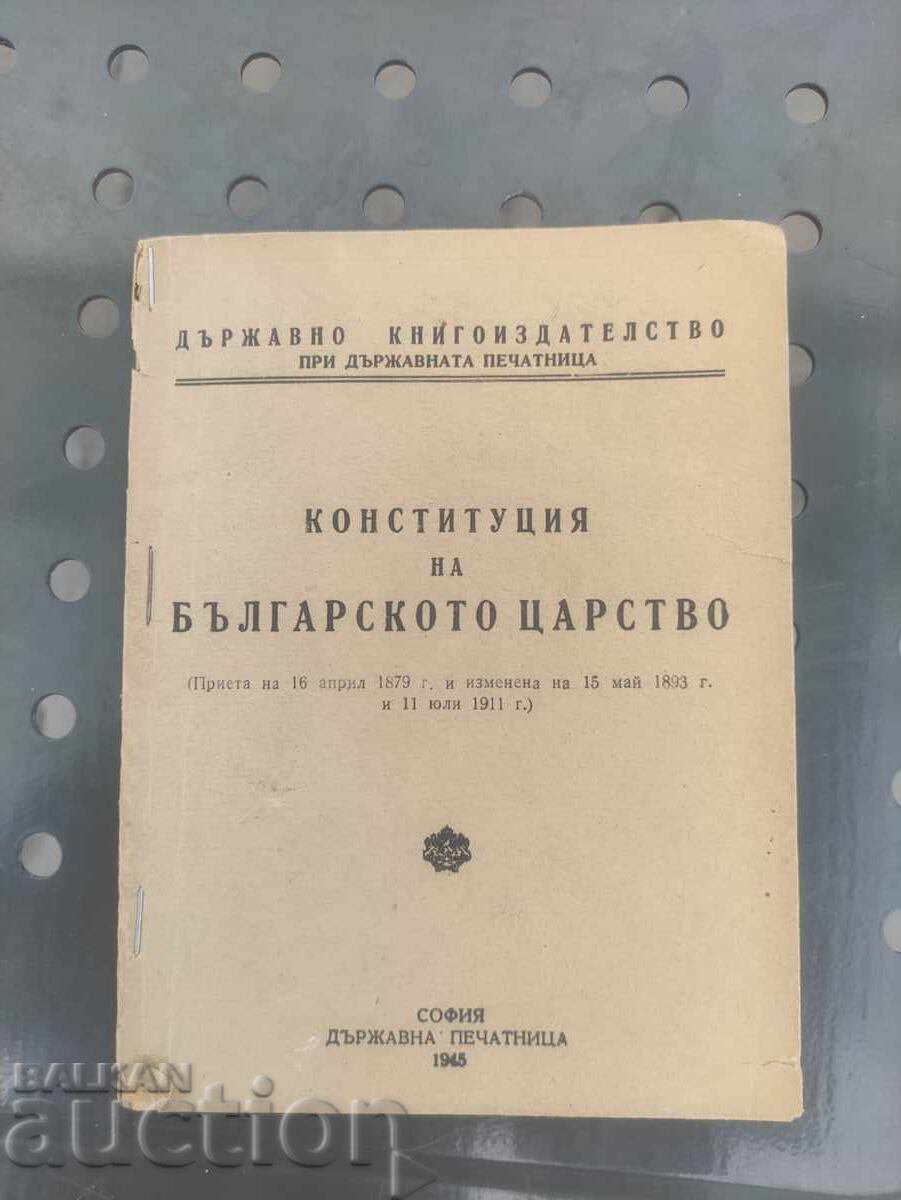 ДЪРЖАВНО КНИГОИЗДАТЕЛСТВО
ПРИ ДЪРЖАВНАТА ПЕЧАТНИЦА
КОНСТИТУЦИЯ
НА
БЪЛГАРСКОТО ЦАРСТВО
(Приета на 16 април 1879 г. и изменена на 15 май 1893 г.
и 11 юли 1911 г.)
СОФИЯ
ДЪРЖАВНА ПЕЧАТНИЦА
1945
BALKAN
auction